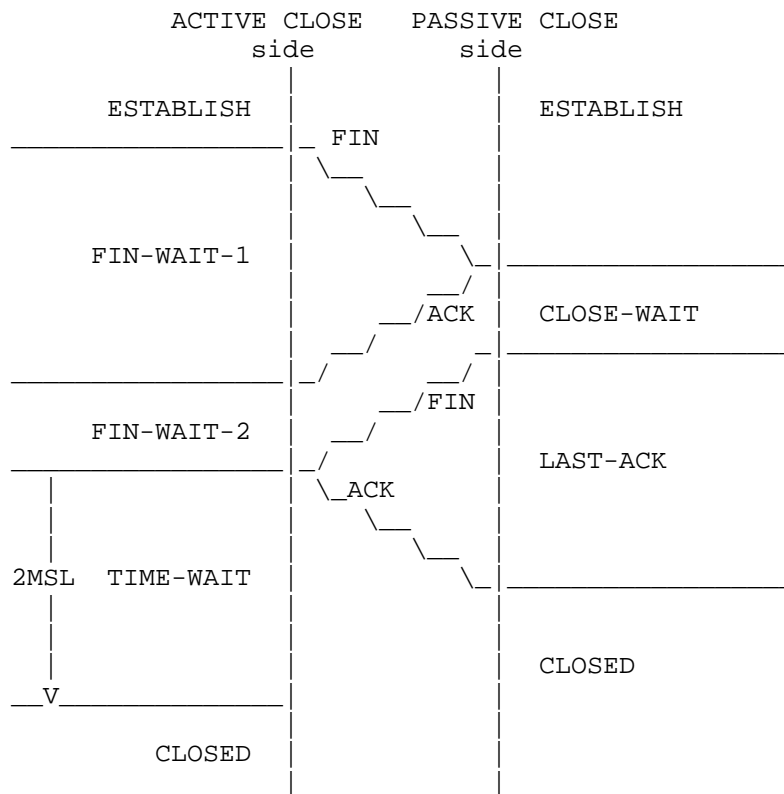 ACTIVE CLOSE PASSIVE CLOSE
side side
ESTABLISH ESTABLISH
FIN
FIN-WAIT-1
ACK CLOSE-WAIT
FIN
FIN-WAIT-2
LAST-ACK
ACK
2MSL TIME-WAIT
CLOSED
V
CLOSED